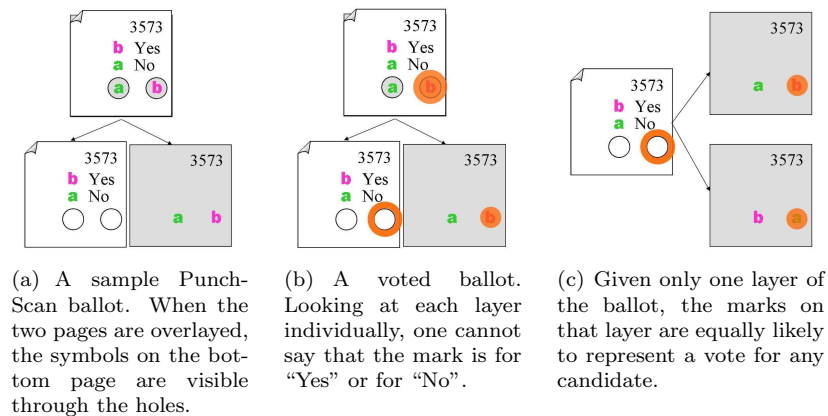 3573
b Yes
a No
a b
3573
b Yes
a No
3573
a b
3573
b Yes
a No
a b
3573
b Yes
a No
3573
a b
3573
b Yes
a No
3573
a b
3573
b a
(a) A sample Punch-
Scan ballot. When the
two pages are overlayed,
the symbols on the bot-
tom page are visible
through the holes.
(b) A voted ballot.
Looking at each layer
individually, one cannot
say that the mark is for
“Yes” or for “No”.
(c) Given only one layer of
the ballot, the marks on
that layer are equally likely
to represent a vote for any
candidate.